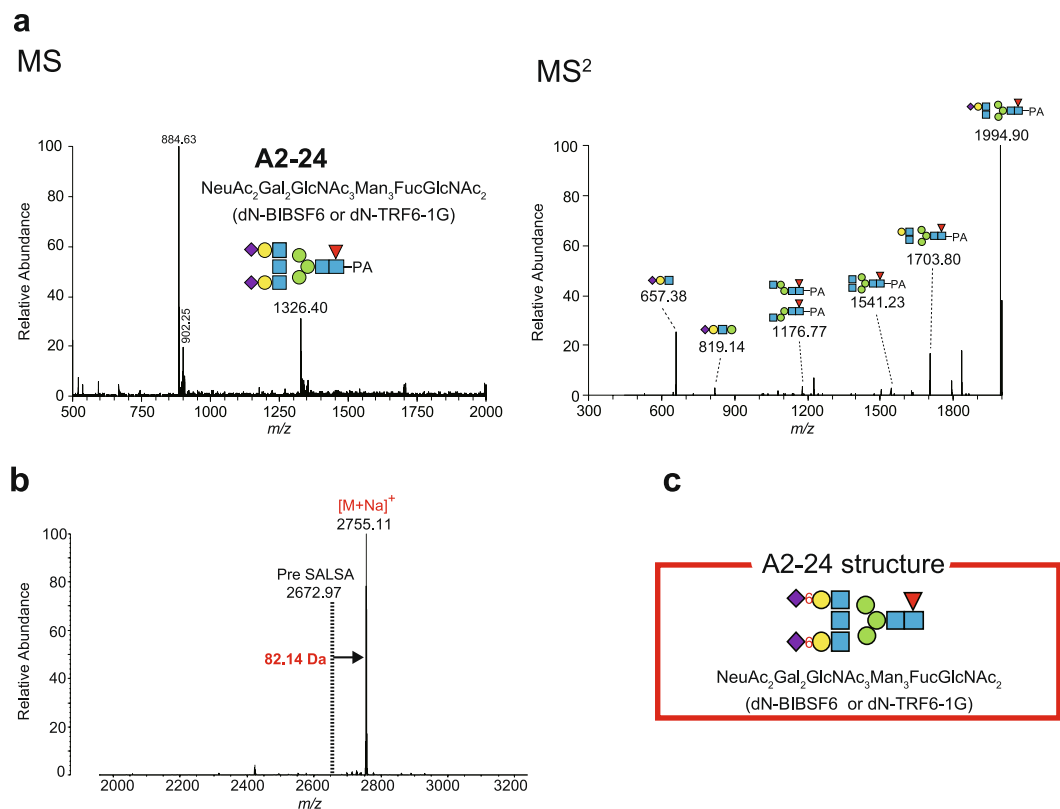 a
MS
Relative Abundance
100
80
60
40
20
0
884.63
902.25
A2-24
NeuAc2Gal2GlcNAc3Man3FucGlcNAc2
(dN-BIBSF6 or dN-TRF6-1G)
PA
1326.40
500
750
1000
1250
1500
1750
2000
m/z
MS2
Relative Abundance
100
80
60
40
20
0
PA
1994.90
PA
1703.80
PA
1541.23
PA
PA
1176.77
657.38
819.14
300
600
900
1200
1500
1800
m/z
b
Relative Abundance
100
80
60
40
20
0
[M+Na]+
2755.11
Pre SALSA
2672.97
82.14 Da
2000
2200
2400
2600
2800
3000
3200
m/z
c
A2-24 structure
6
6
NeuAc2Gal2GlcNAc3Man3FucGlcNAc2
(dN-BIBSF6 or dN-TRF6-1G)